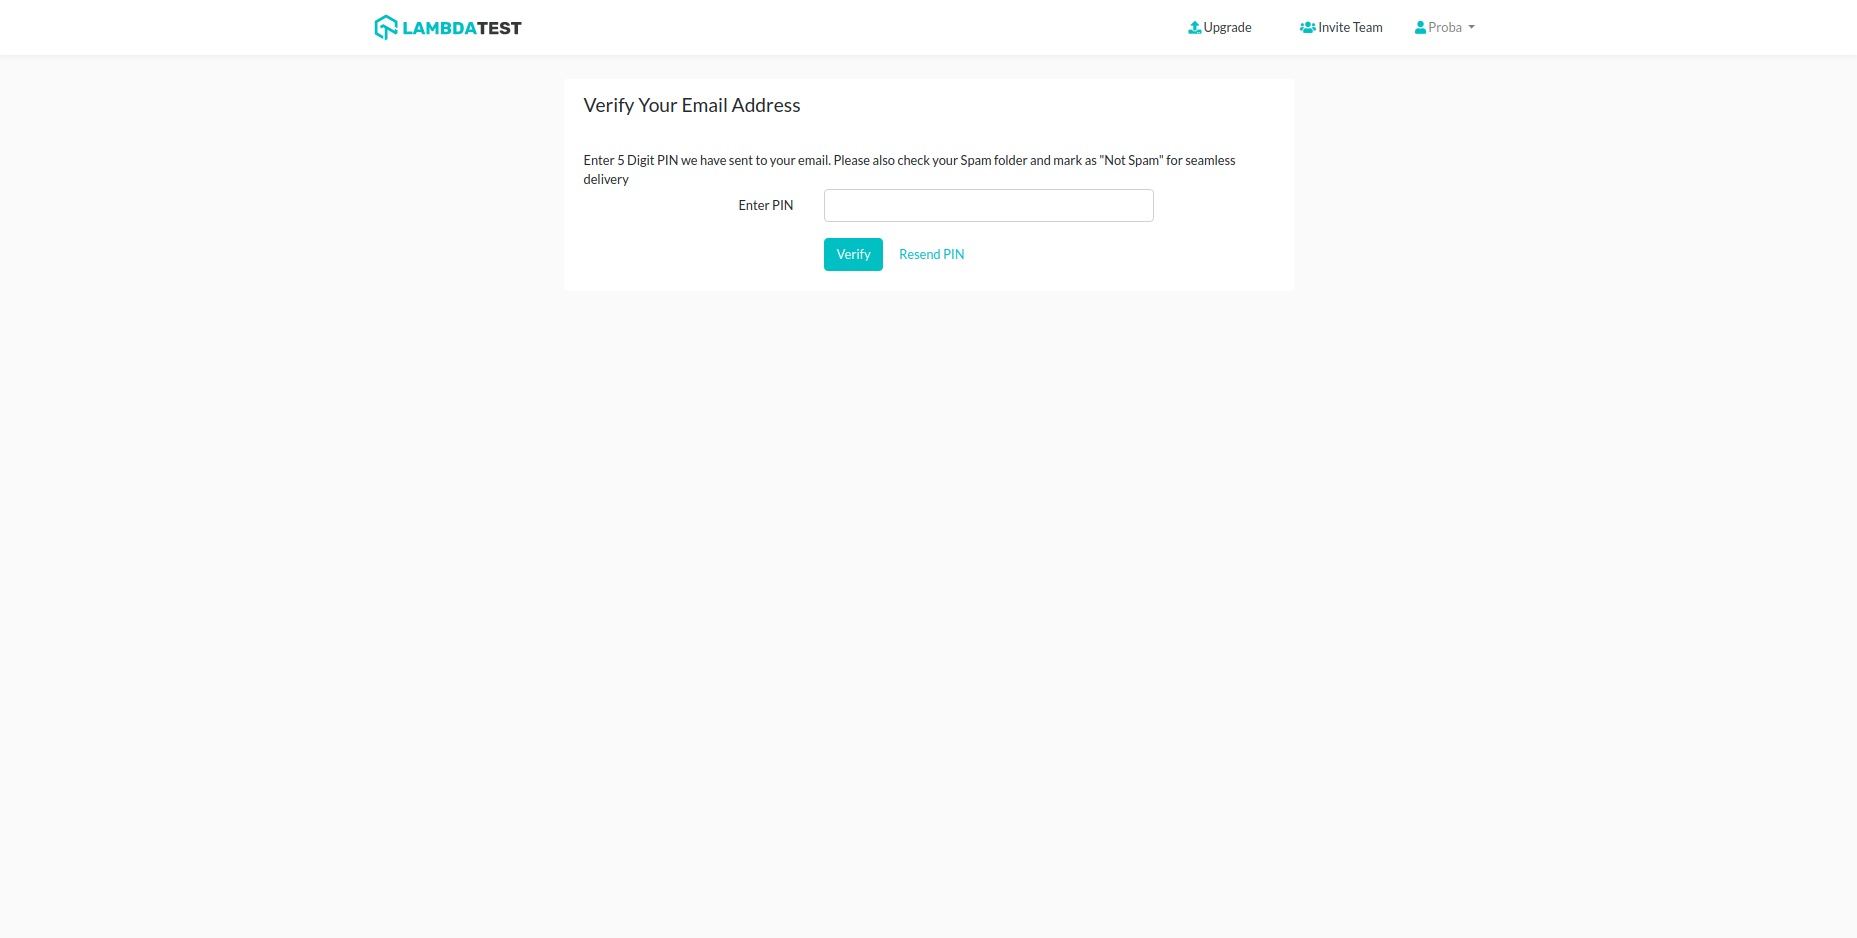 LAMBDATEST
Upgrade
Invite Team
Proba
Verify Your Email Address
Enter 5 Digit PIN we have sent to your email. Please also check your Spam folder and mark as "Not Spam" for seamless
delivery
Enter PIN
Verify
Resend PIN